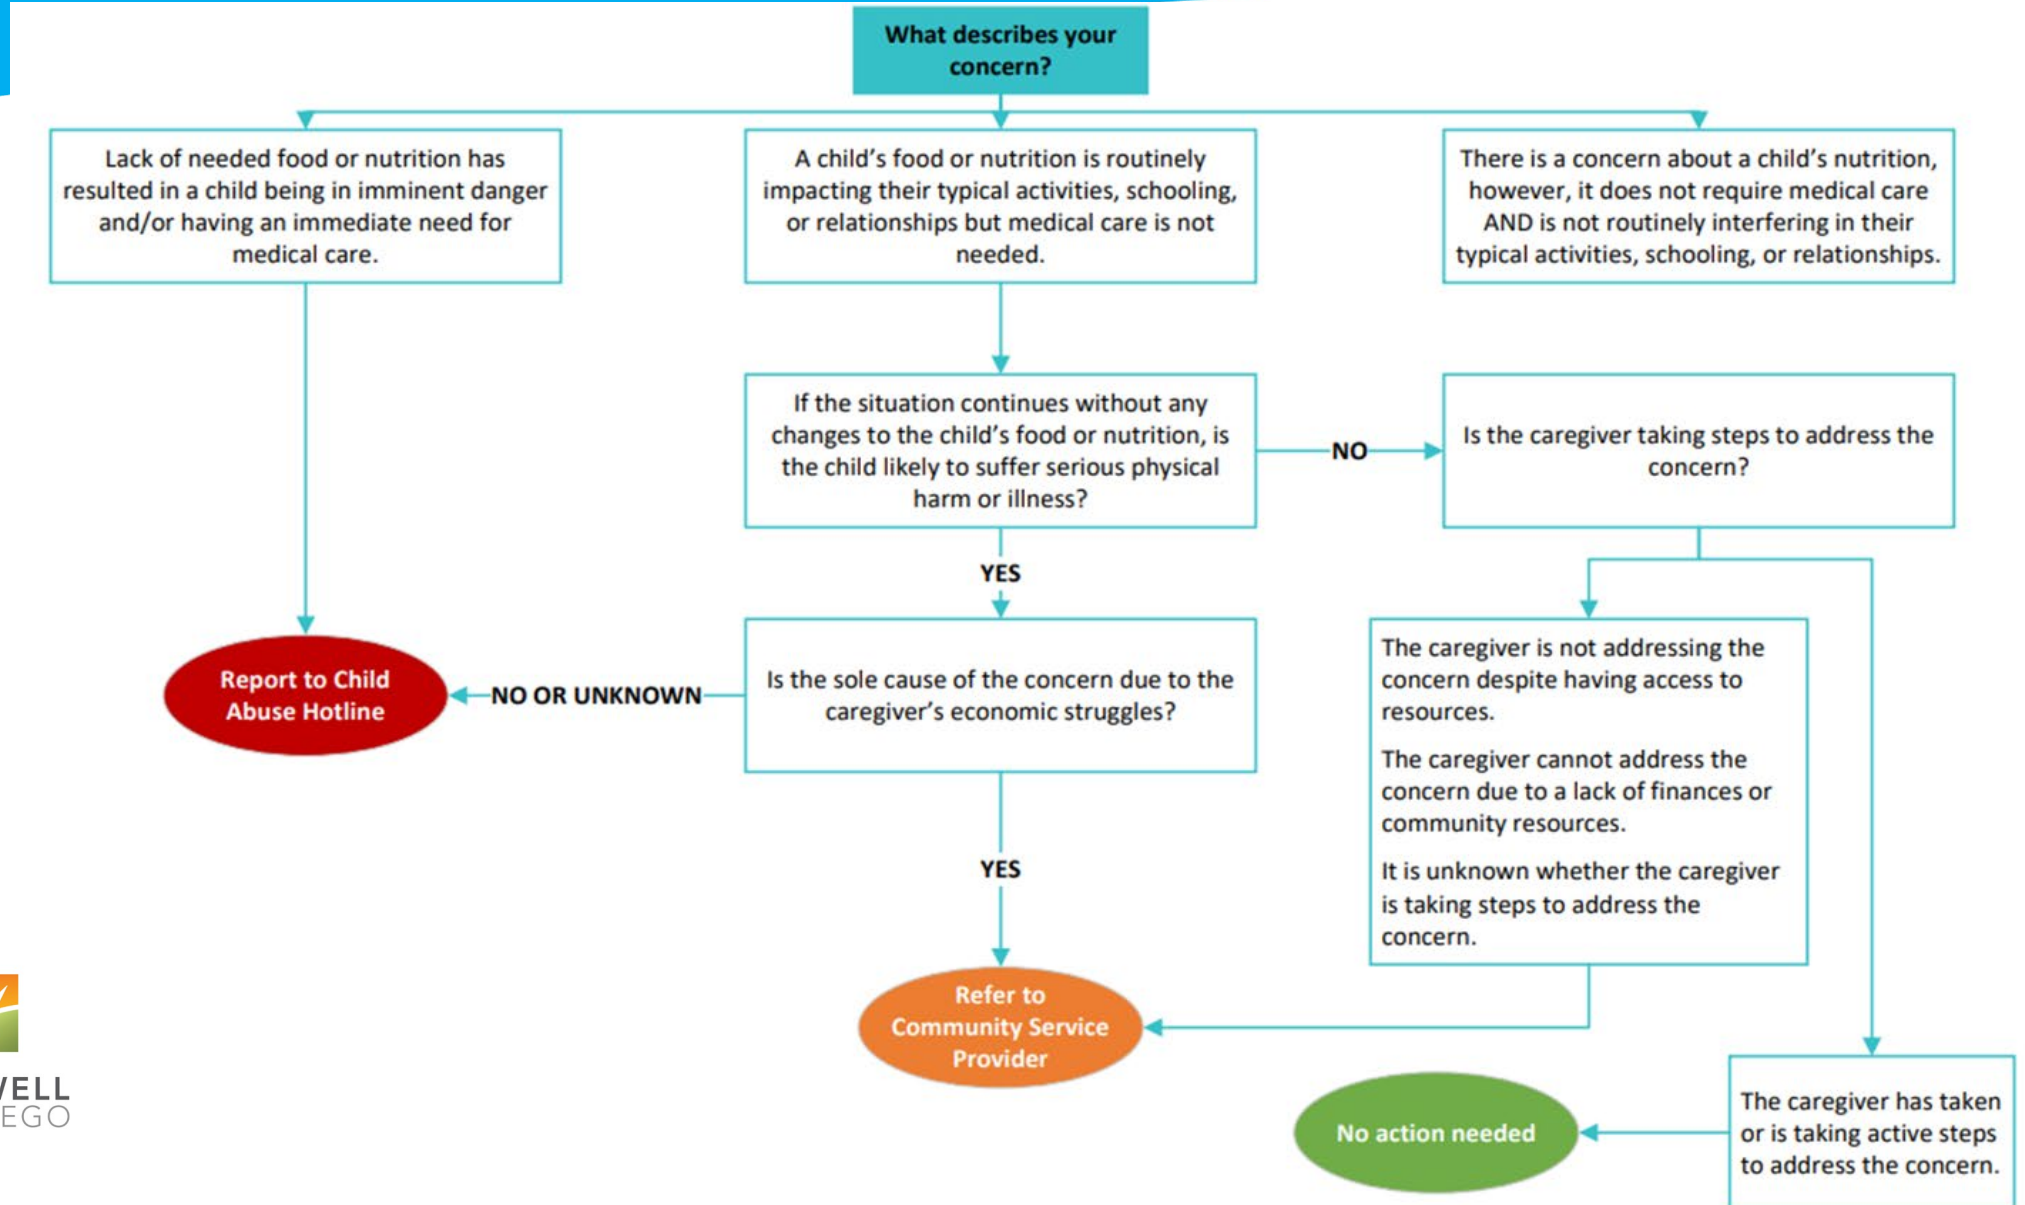 What describes your
concern?
Lack of needed food or nutrition has
resulted in a child being in imminent danger
and/or having an immediate need for
medical care.
A child's food or nutrition is routinely
impacting their typical activities, schooling,
or relationships but medical care is not
needed.
There is a concern about a child's nutrition,
however, it does not require medical care
AND is not routinely interfering in their
typical activities, schooling, or relationships.
If the situation continues without any
changes to the child's food or nutrition, is
the child likely to suffer serious physical
harm or illness?
NO
Is the caregiver taking steps to address the
concern?
YES
Report to Child
Abuse Hotline
NO OR UNKNOWN
Is the sole cause of the concern due to the
caregiver's economic struggles?
The caregiver is not addressing the
concern despite having access to
resources.
The caregiver cannot address the
concern due to a lack of finances or
community resources.
It is unknown whether the caregiver
is taking steps to address the
concern.
YES
Refer to
Community Service
Provider
No action needed
The caregiver has taken
or is taking active steps
to address the concern.
WELL
EGO